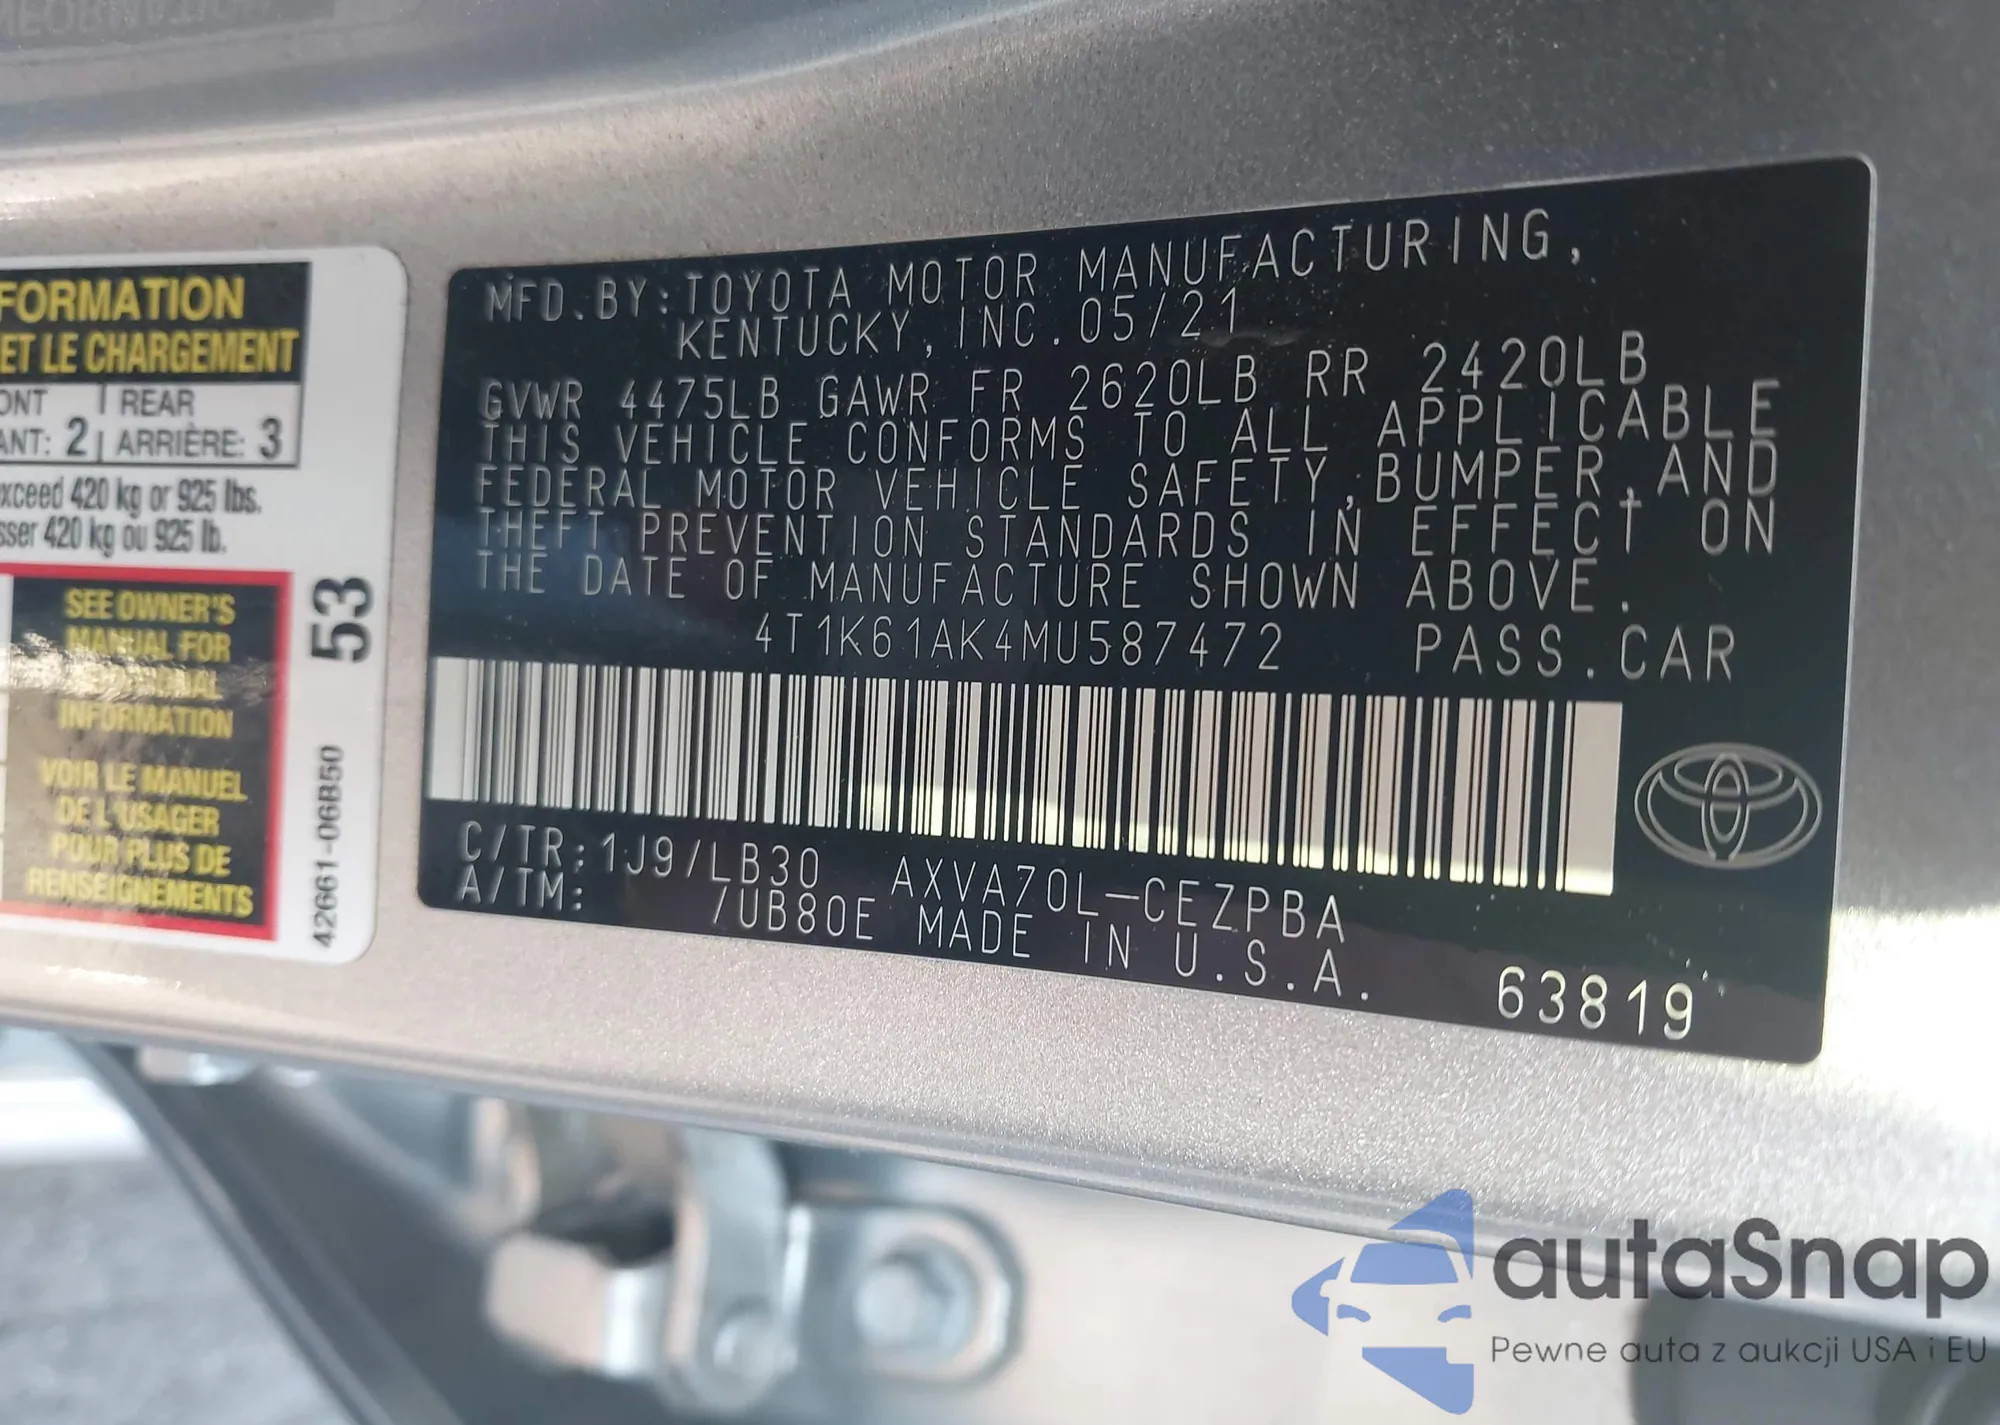 FORMATION
ET LE CHARGEMENT
ONT | REAR
ANT: 2 | ARRIÈRE: 3
exceed 420 kg or 925 lbs.
sser 420 kg ou 925 lb.
SEE OWNER'S
MANUAL FOR
INFORMATION
VOIR LE MANUEL
DE L'USAGER
POUR PLUS DE
RENSEIGNEMENTS
53
42661-06B50
MFD.BY:TOYOTA MOTOR MANUFACTURING,
KENTUCKY,INC.05/21
GVWR 4475LB GAWR FR 2620LB RR 2420LB
THIS VEHICLE CONFORMS TO ALL APPLICABLE
FEDERAL MOTOR VEHICLE SAFETY,BUMPER,AND
THEFT PREVENTION STANDARDS IN EFFECT ON
THE DATE OF MANUFACTURE SHOWN ABOVE.
4T1K61AK4MU587472 PASS.CAR
C/TR:1J9/LB30 AXVA70L-CEZPBA
A/TM: /UB80E MADE IN U.S.A.
63819
autaSnap
Pewne auta z aukcji USA i EU